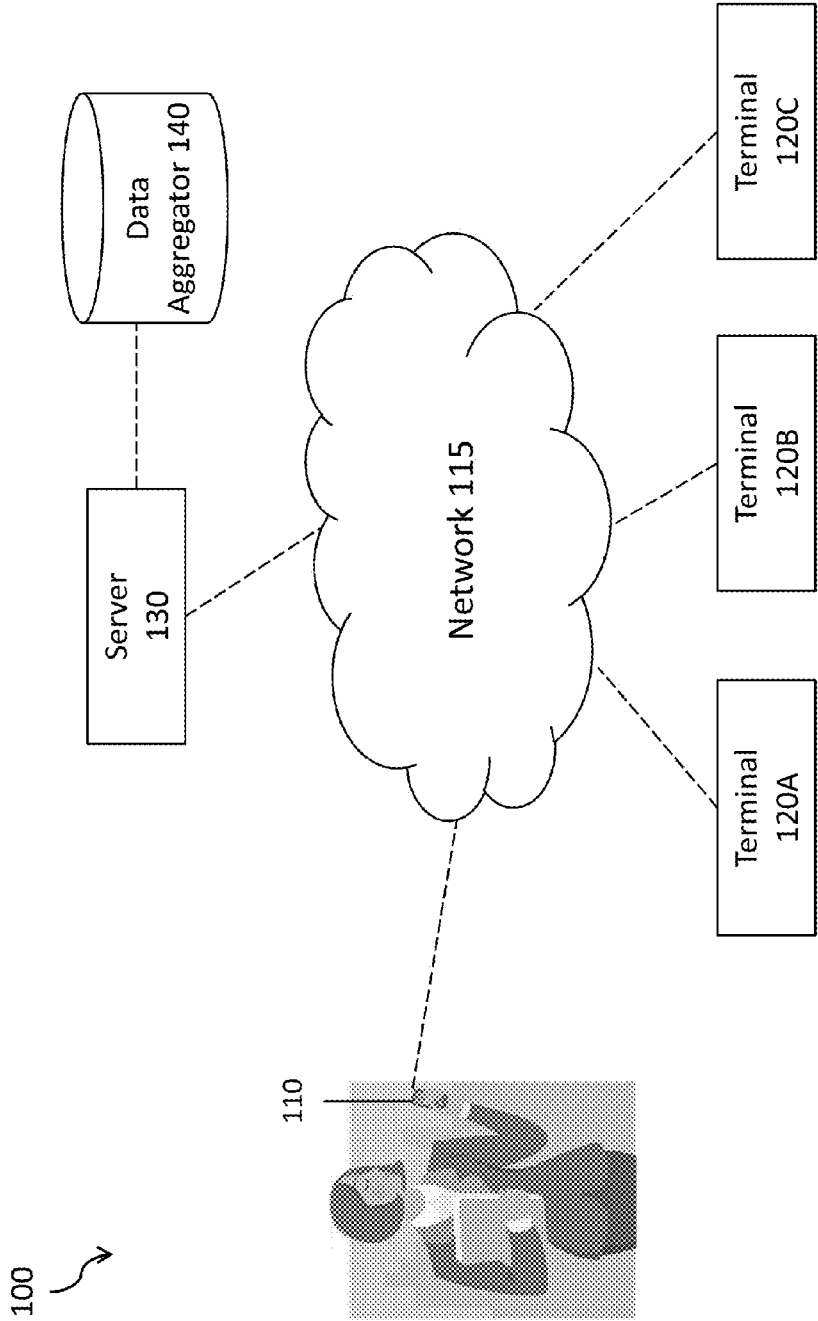 100
110
Server
130
Data
Aggregator 140
Network 115
Terminal
120A
Terminal
120B
Terminal
120C